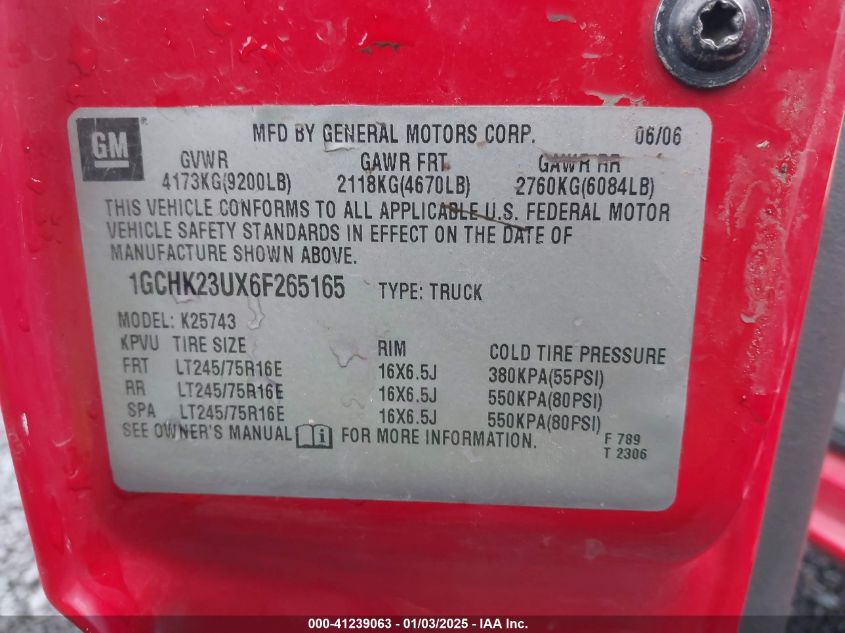 GM
MFD BY GENERAL MOTORS CORP. 06/06
GVWR GAWR FRT GAWR RR
4173KG(9200LB) 2118KG(4670LB) 2760KG(6084LB)
THIS VEHICLE CONFORMS TO ALL APPLICABLE U.S. FEDERAL MOTOR
VEHICLE SAFETY STANDARDS IN EFFECT ON THE DATE OF
MANUFACTURE SHOWN ABOVE.
1GCHK23UX6F265165 TYPE: TRUCK
MODEL: K25743
KPVU TIRE SIZE RIM COLD TIRE PRESSURE
FRT LT245/75R16E 16X6.5J 380KPA(55PSI)
RR LT245/75R16E 16X6.5J 550KPA(80PSI)
SPA LT245/75R16E 16X6.5J 550KPA(80PSI)
SEE OWNER'S MANUAL i FOR MORE INFORMATION.
F 789
T 2306
000-41239063 - 01/03/2025 - IAA Inc.